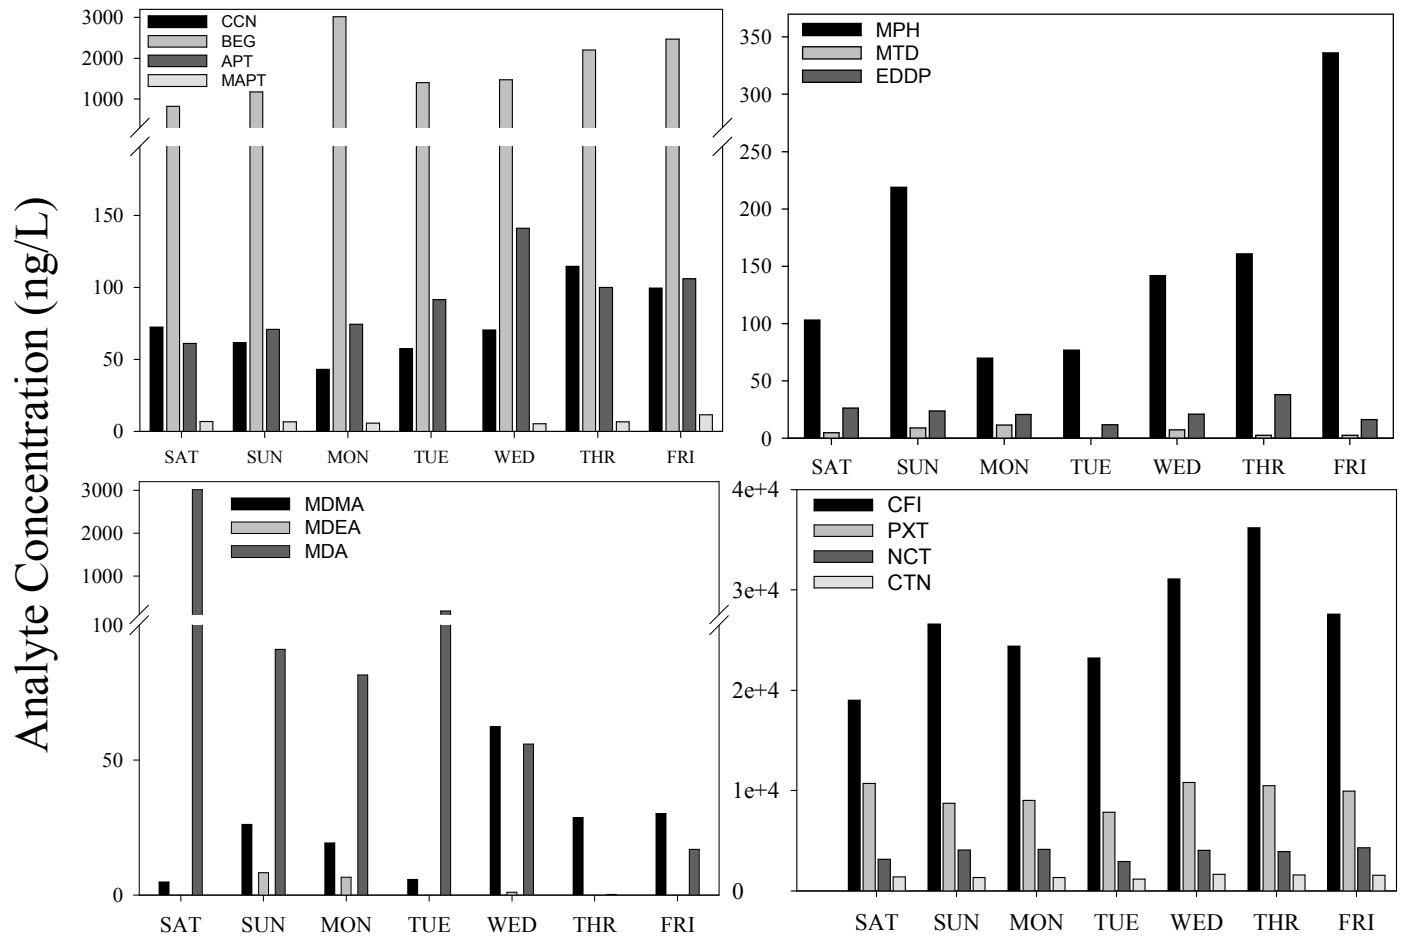 Analyte Concentration (ng/L)
CCN
BEG
APT
MAPT
3000
2000
1000
150
100
50
0
SAT SUN MON TUE WED THR FRI
MPH
MTD
EDDP
350
300
250
200
150
100
50
0
SAT SUN MON TUE WED THR FRI
MDMA
MDEA
MDA
3000
2000
1000
100
50
0
SAT SUN MON TUE WED THR FRI
CFI
PXT
NCT
CTN
4e+4
3e+4
2e+4
1e+4
0
SAT SUN MON TUE WED THR FRI